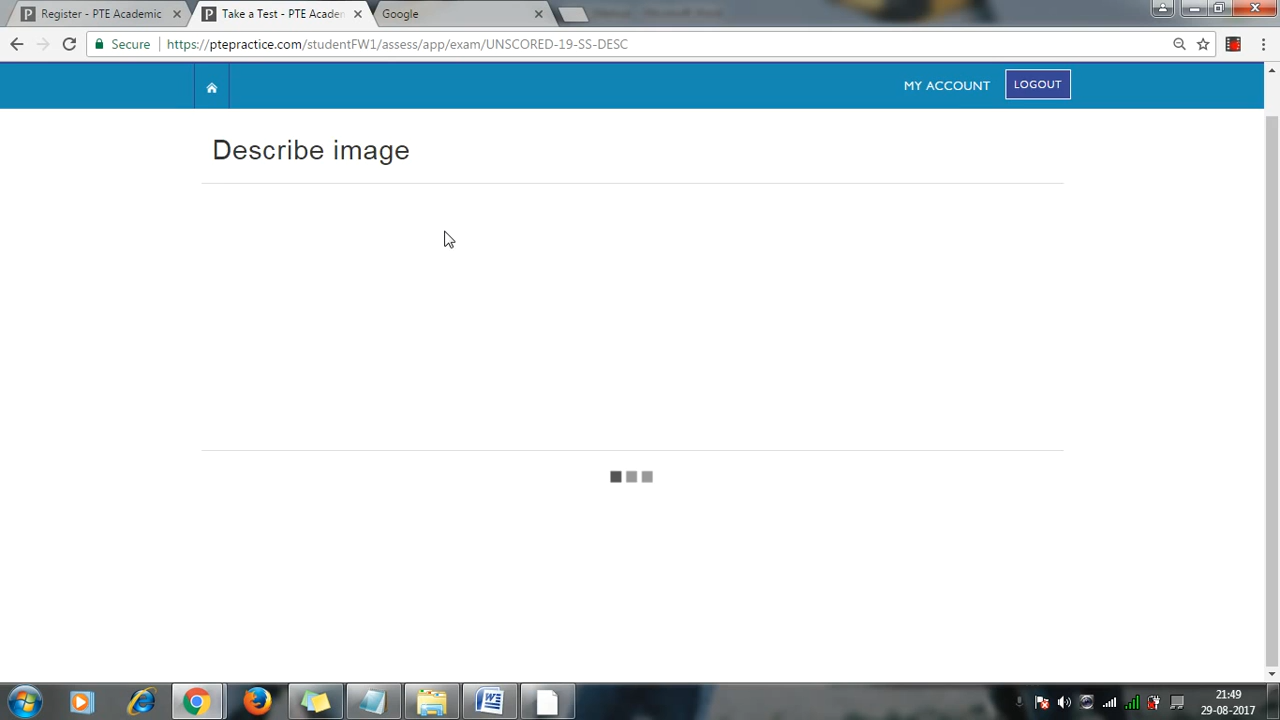 Register - PTE Academic
Take a Test - PTE Academ
Google
Secure
https://ptepractice.com/studentFW1/assess/app/exam/UNSCORED-19-SS-DESC
MY ACCOUNT
LOGOUT
Describe image
21:49
29-08-2017